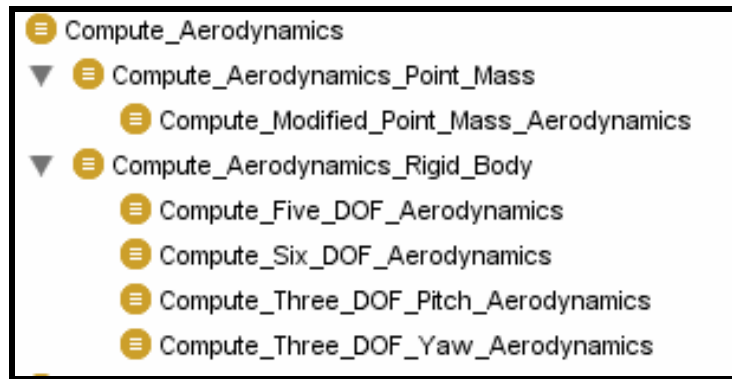 Compute_Aerodynamics
Compute_Aerodynamics_Point_Mass
Compute_Modified_Point_Mass_Aerodynamics
Compute_Aerodynamics_Rigid_Body
Compute_Five_DOF_Aerodynamics
Compute_Six_DOF_Aerodynamics
Compute_Three_DOF_Pitch_Aerodynamics
Compute_Three_DOF_Yaw_Aerodynamics